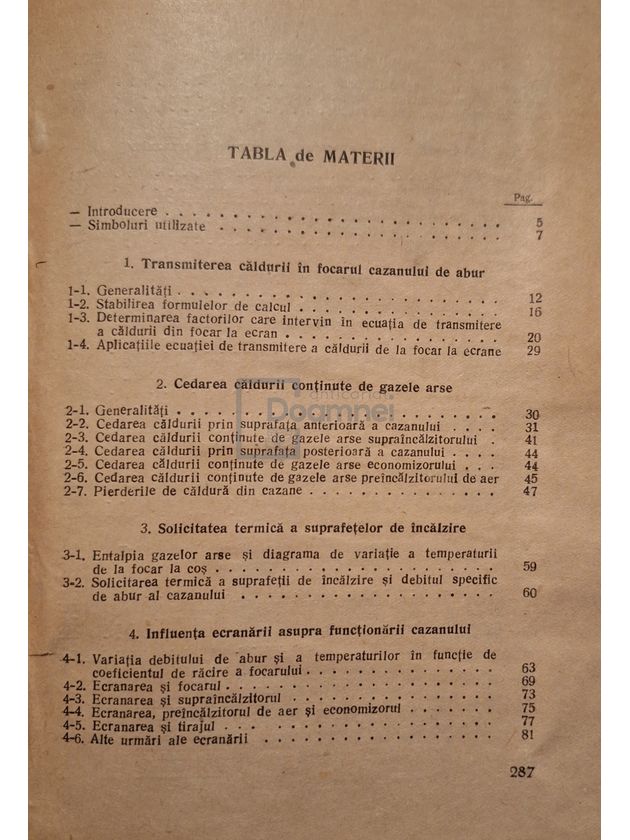 TABLA de MATERII
Pag.
— Introducere . . . . . . . . . . . . . . . . . . 5
— Simboluri utilizate . . . . . . . . . . . . . . . 7
1. Transmiterea căldurii în focarul cazanului de abur
1-1. Generalități . . . . . . . . . . . . . . . . . 12
1-2. Stabilirea formulelor de calcul . . . . . . . . . . 16
1-3. Determinarea factorilor care intervin în ecuația de transmitere
a căldurii din focar la ecran . . . . . . . . . . . 20
1-4. Aplicațiile ecuației de transmitere a căldurii de la focar la ecrane 29
2. Cedarea căldurii conținute de gazele arse
anticariat
Doamnei
2-1. Generalități . . . . . . . . . . . . . . . . . 30
2-2. Cedarea căldurii prin suprafața anterioară a cazanului . . . . 31
2-3. Cedarea căldurii conținute de gazele arse supraîncălzitorului . 41
2-4. Cedarea căldurii prin suprafața posterioară a cazanului . . . . 44
2-5. Cedarea căldurii conținute de gazele arse economizorului . . . 44
2-6. Cedarea căldurii conținute de gazele arse preîncălzitorului de aer 45
2-7. Pierderile de căldură din cazane . . . . . . . . . . . 47
3. Solicitatea termică a suprafețelor de încălzire
3-1. Entalpia gazelor arse și diagrama de variație a temperaturii
de la focar la coș . . . . . . . . . . . . . . . . 59
3-2. Solicitarea termică a suprafeții de încălzire și debitul specific
de abur al cazanului . . . . . . . . . . . . . . . 60
4. Influența ecranării asupra funcționării cazanului
4-1. Variația debitului de abur și a temperaturilor în funcție de
coeficientul de răcire a focarului . . . . . . . . . . . 63
4-2. Ecranarea și focarul . . . . . . . . . . . . . . . 69
4-3. Ecranarea și supraîncălzitorul . . . . . . . . . . . . 73
4-4. Ecranarea, preîncălzitorul de aer și economizorul . . . . . 75
4-5. Ecranarea și tirajul . . . . . . . . . . . . . . . 77
4-6. Alte urmări ale ecranării . . . . . . . . . . . . . 81
287